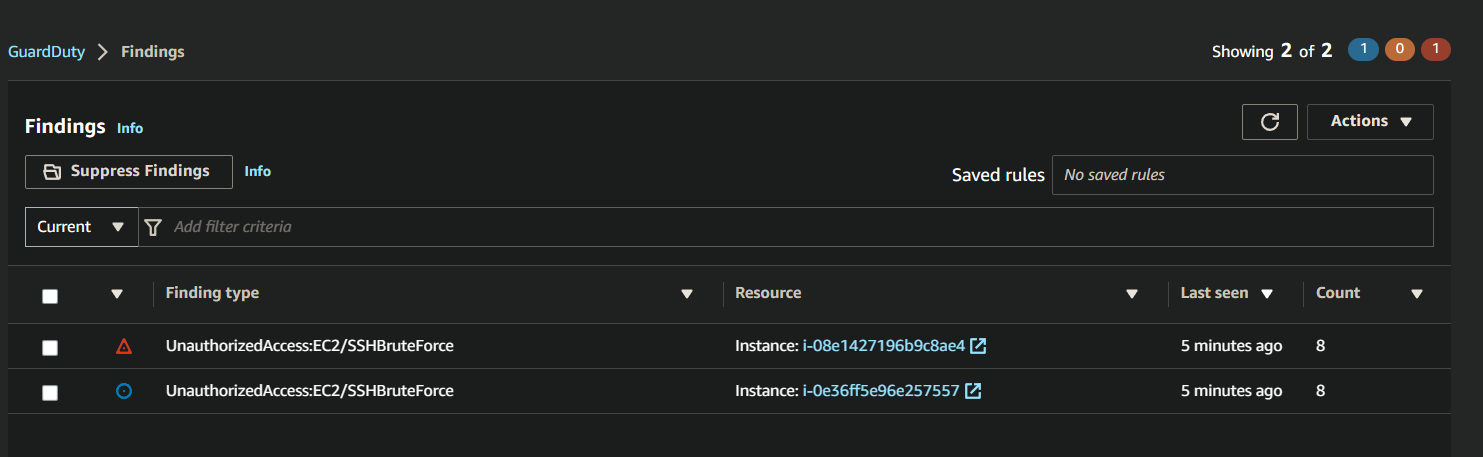 GuardDuty Findings Showing 2 of 2 1 0 1
Findings Info
Actions
Suppress Findings Info Saved rules No saved rules
Current Add filter criteria
Finding type Resource Last seen Count
UnauthorizedAccess:EC2/SSHBruteForce Instance: i-08e1427196b9c8ae4 5 minutes ago 8
UnauthorizedAccess:EC2/SSHBruteForce Instance: i-0e36ff5e96e257557 5 minutes ago 8